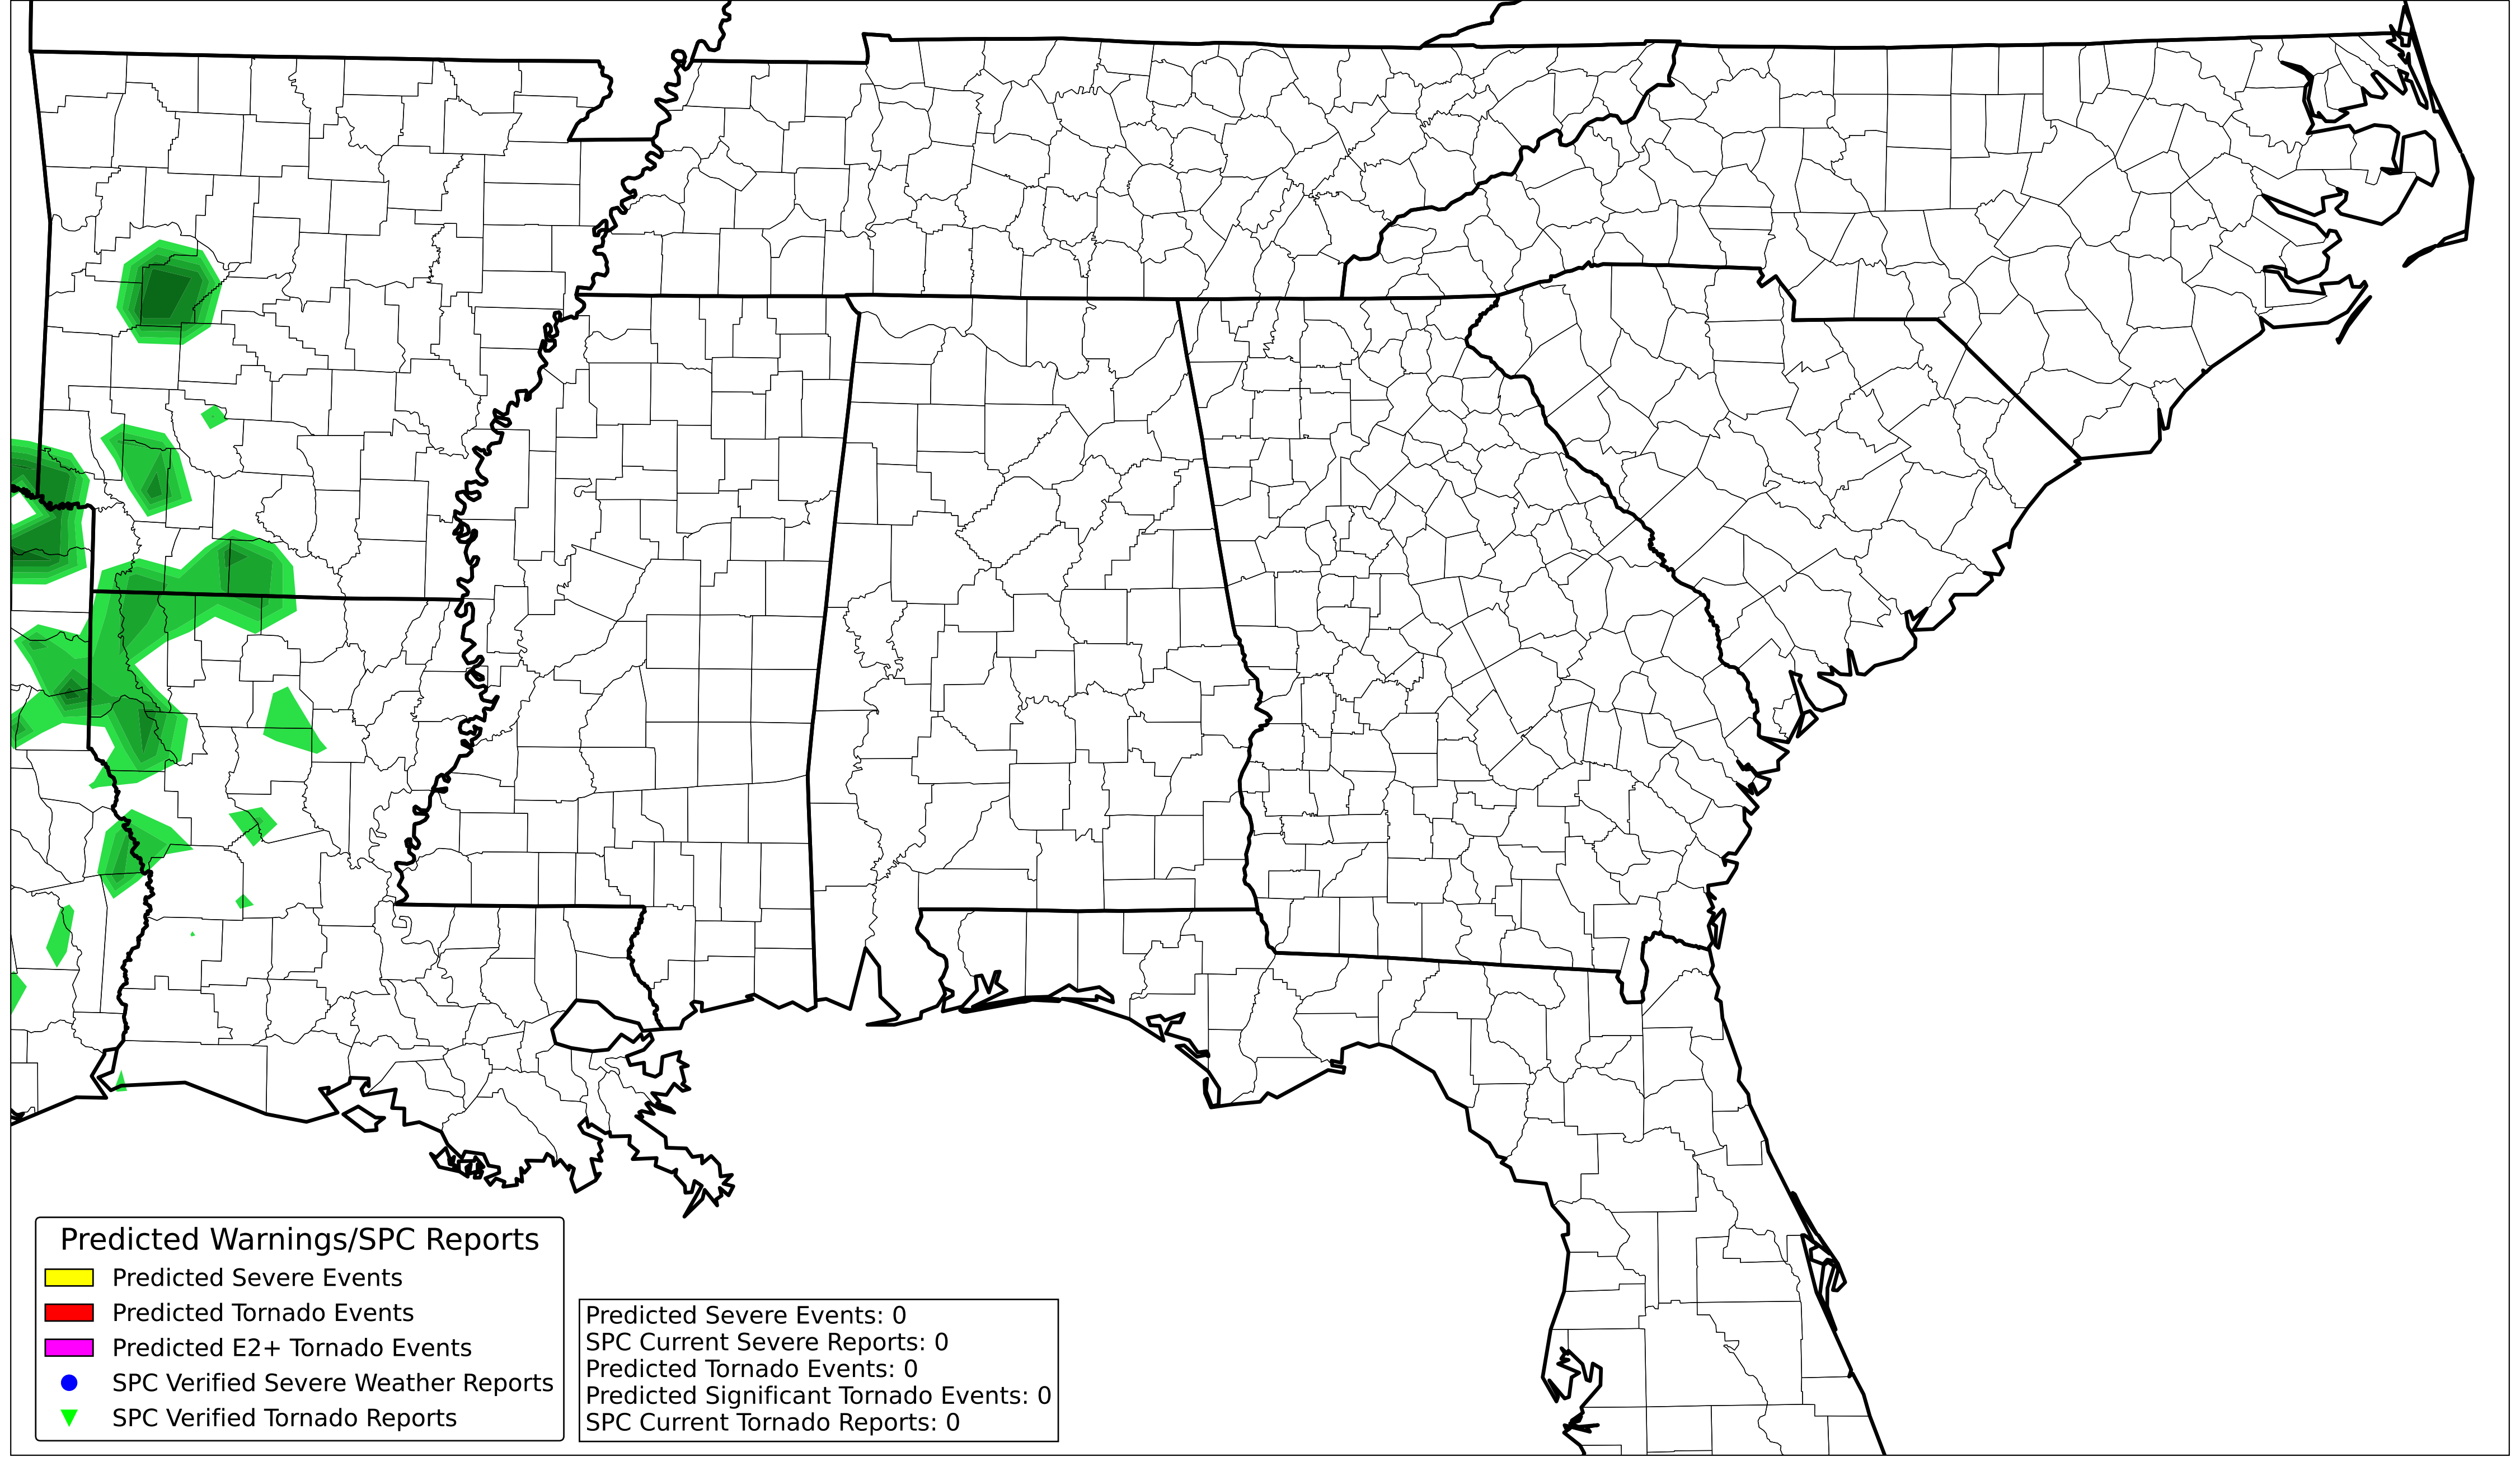 Predicted Warnings/SPC Reports
Predicted Severe Events
Predicted Tornado Events
Predicted E2+ Tornado Events
SPC Verified Severe Weather Reports
SPC Verified Tornado Reports
Predicted Severe Events: 0
SPC Current Severe Reports: 0
Predicted Tornado Events: 0
Predicted Significant Tornado Events: 0
SPC Current Tornado Reports: 0